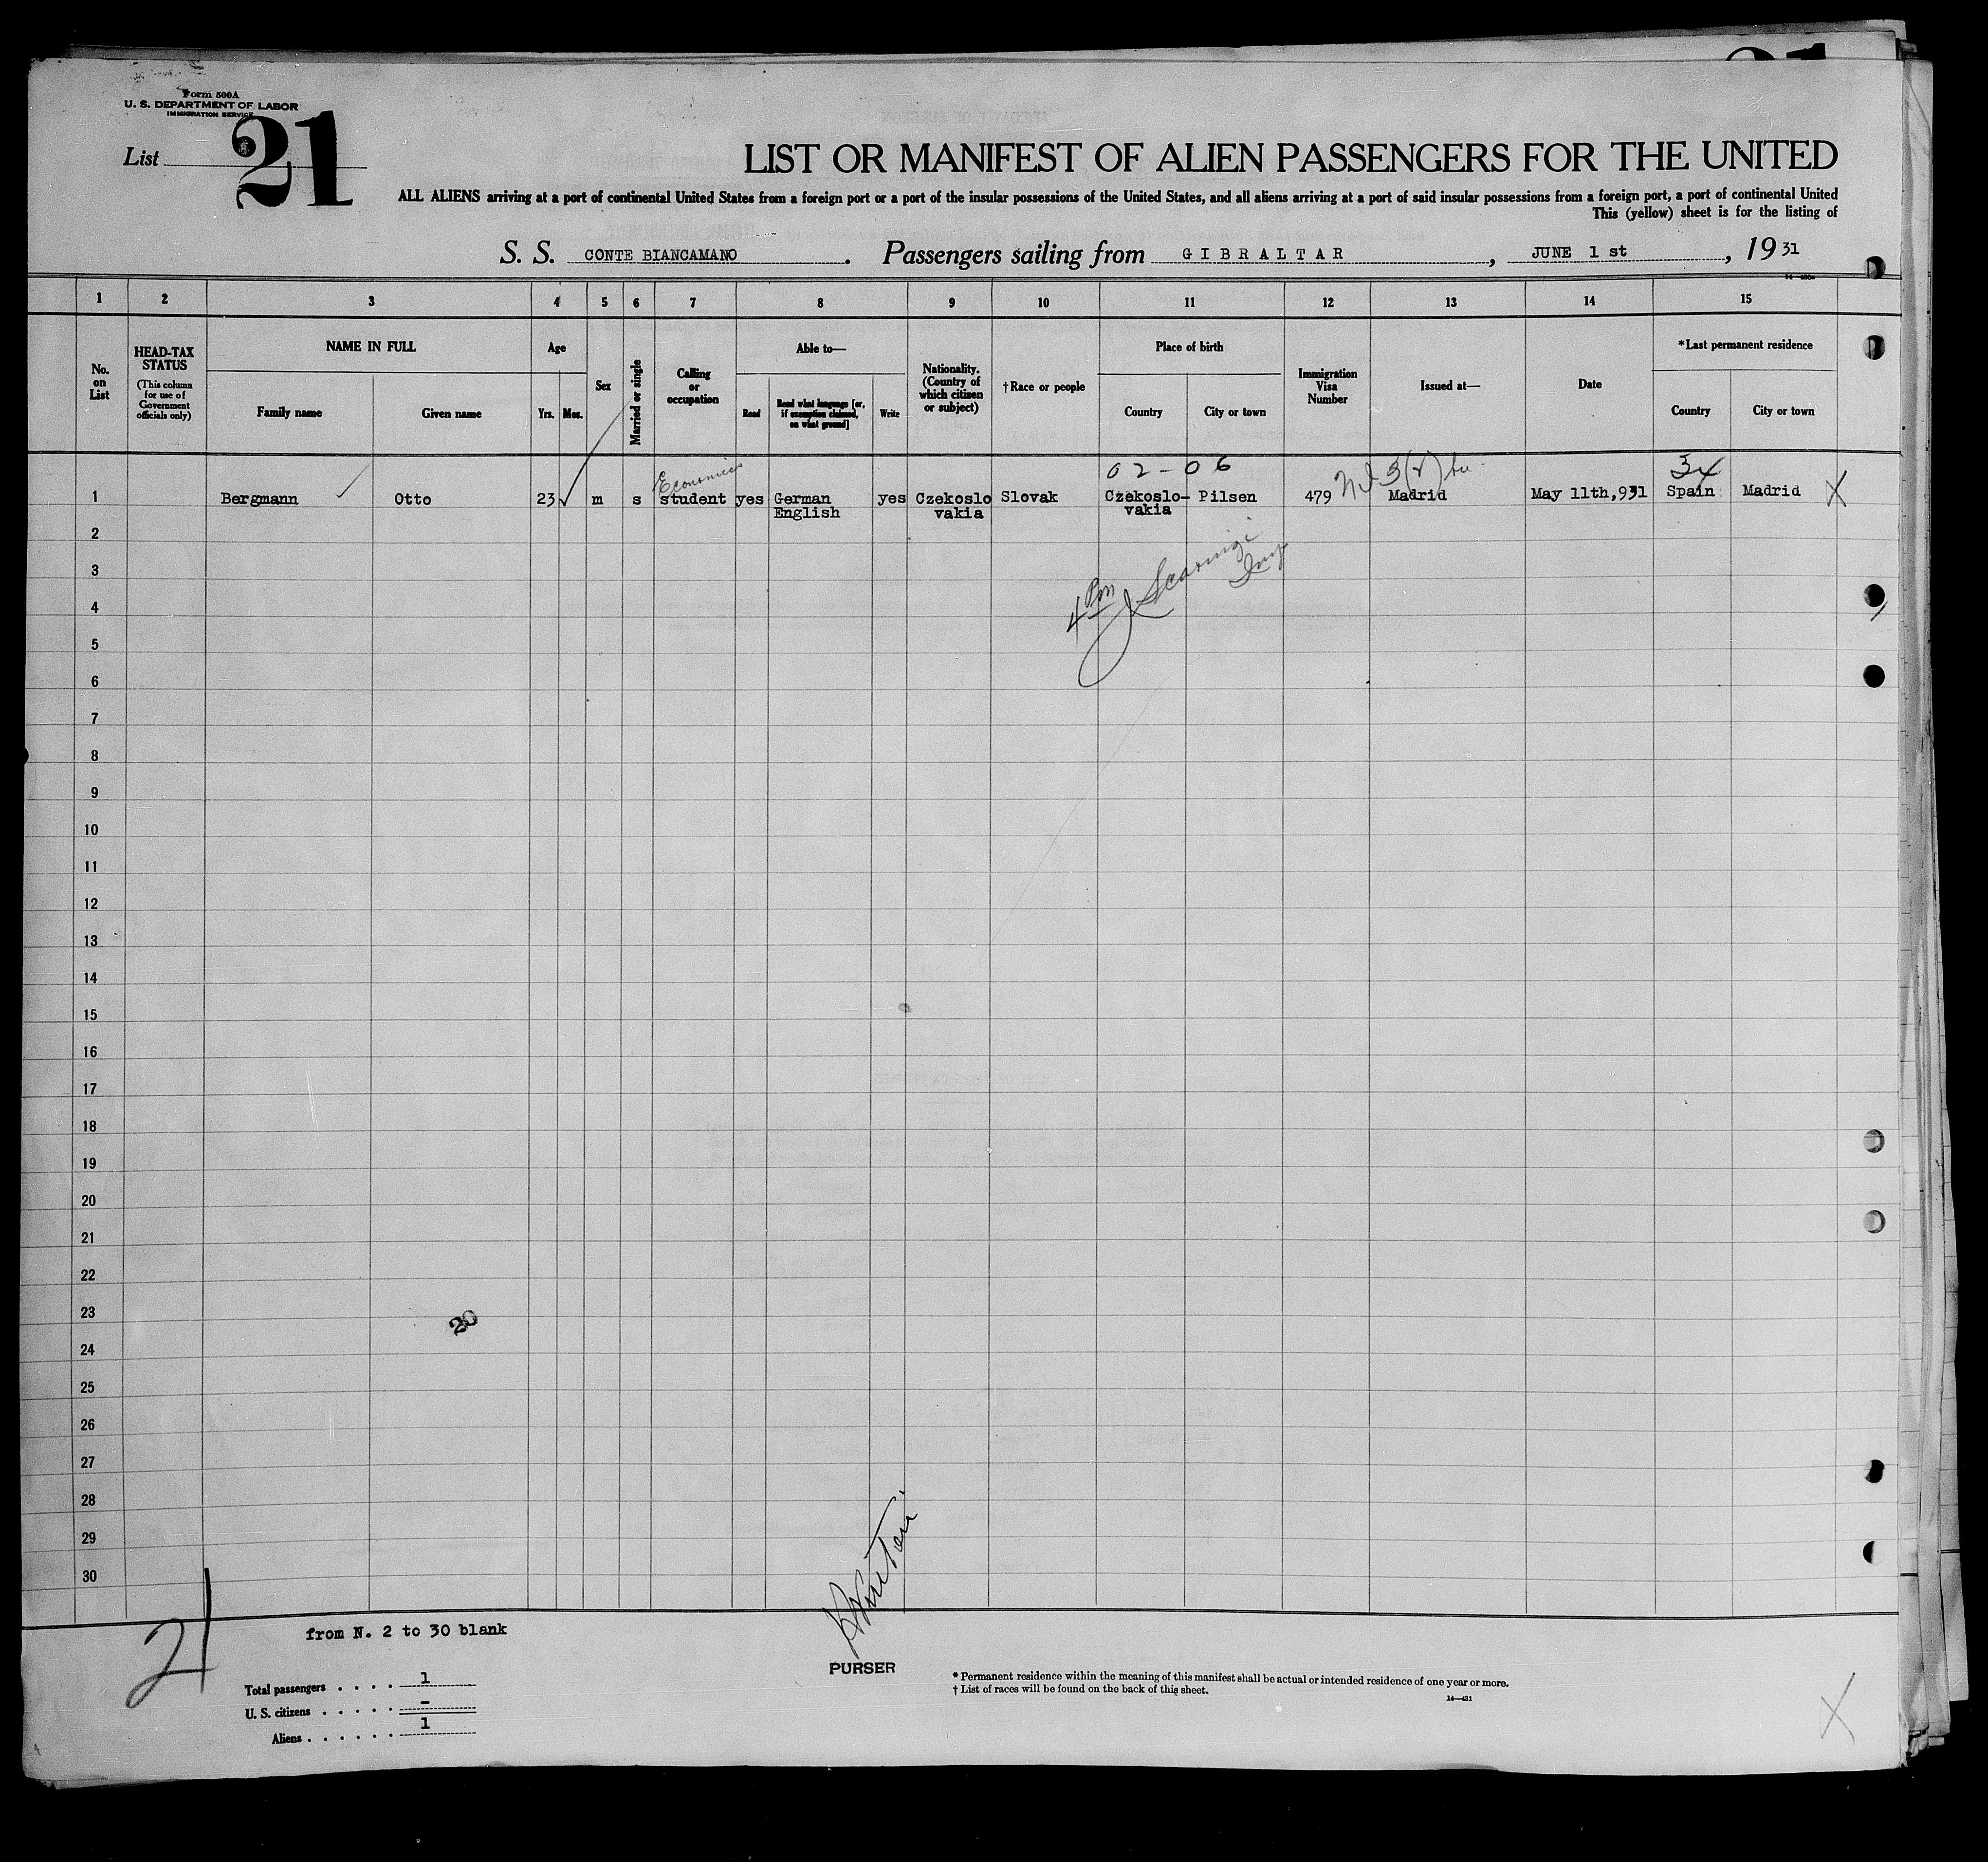 21
Form 500A
U. S. DEPARTMENT OF LABOR
IMMIGRATION SERVICE
List 21
LIST OR MANIFEST OF ALIEN PASSENGERS FOR THE UNITED
ALL ALIENS arriving at a port of continental United States from a foreign port or a port of the insular possessions of the United States, and all aliens arriving at a port of said insular possessions from a foreign port, a port of continental United
This (yellow) sheet is for the listing of
S. S. CONTE BIANCAMANO . Passengers sailing from GIBRALTAR , JUNE 1 st , 1931
1 2 3 4 5 6 7 8 9 10 11 12 13 14 15
No. on List
HEAD-TAX STATUS
(This column for use of Government officials only)
NAME IN FULL
Family name Given name
Age
Yrs. Mos.
Sex
Married or single
Calling or occupation
Able to—
Read Read what language [or, if exemption claimed, on what ground] Write
Nationality. (Country of which citizen or subject)
†Race or people
Place of birth
Country City or town
Immigration Visa Number
Issued at—
Date
*Last permanent residence
Country City or town
Economics 02-06
1 Bergmann Otto 23 m s student yes German yes Czekoslo Slovak Czekoslo- Pilsen 479 Madrid May 11th,931 Spain Madrid X
English vakia vakia
2
3
4 4 Pm
5
6
7
8
9
10
11
12
13
14
15
16
17
18
19
20
21
22
23
20
24
25
26
27
28
29
30
21
from N. 2 to 30 blank
PURSER
Total passengers . . . . 1
U. S. citizens . . . . . –
Aliens . . . . . . 1
* Permanent residence within the meaning of this manifest shall be actual or intended residence of one year or more.
† List of races will be found on the back of this sheet.
14—431
X